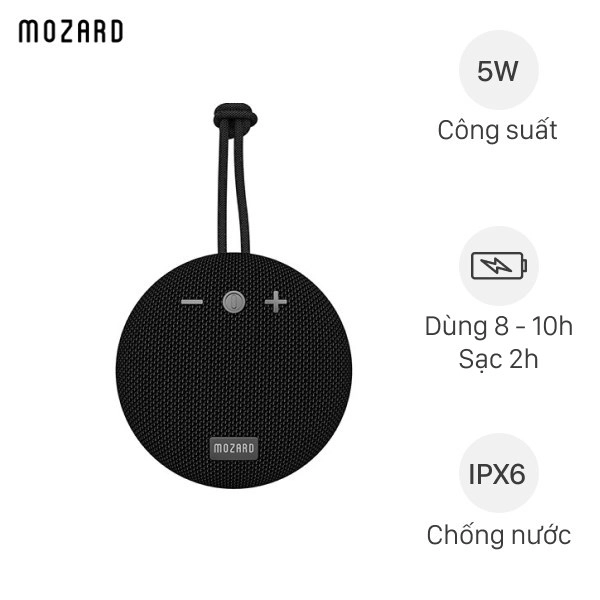 MOZARD
5W
Công suất
Dùng 8 - 10h
Sạc 2h
MOZARD
IPX6
Chống nước